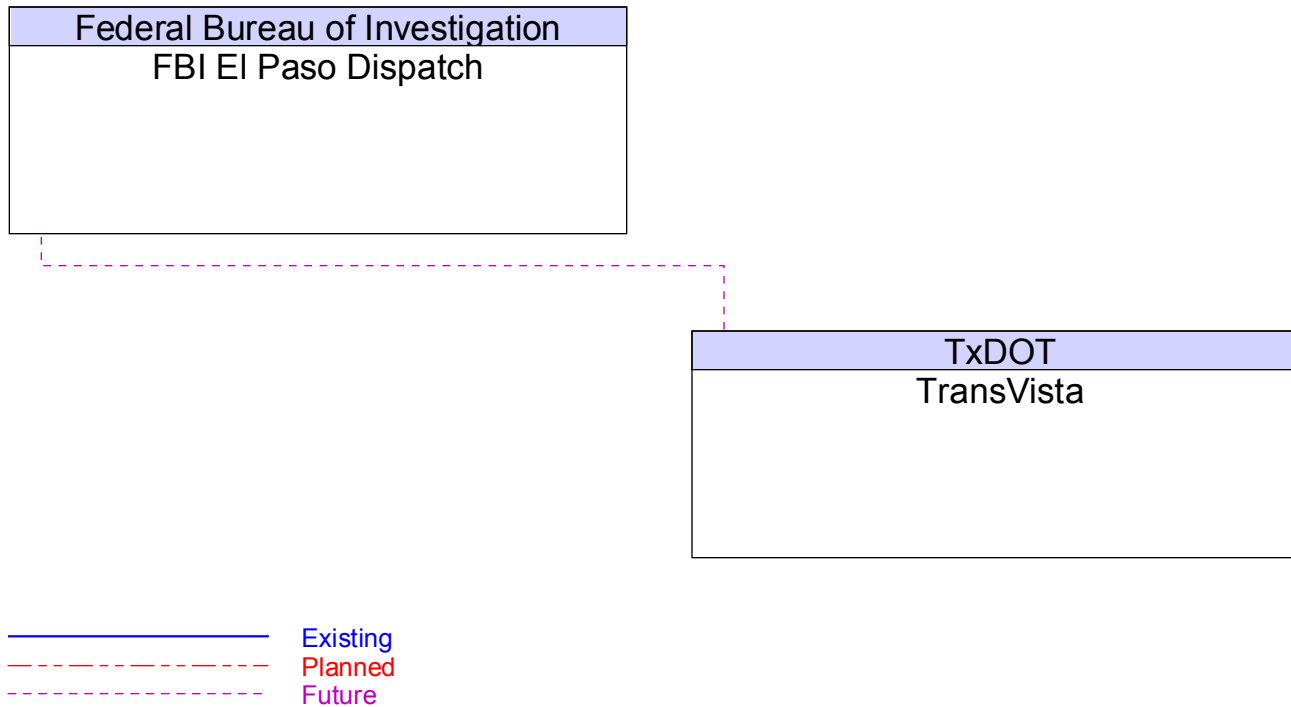 Federal Bureau of Investigation
FBI El Paso Dispatch
TxDOT
TransVista
Existing
Planned
Future